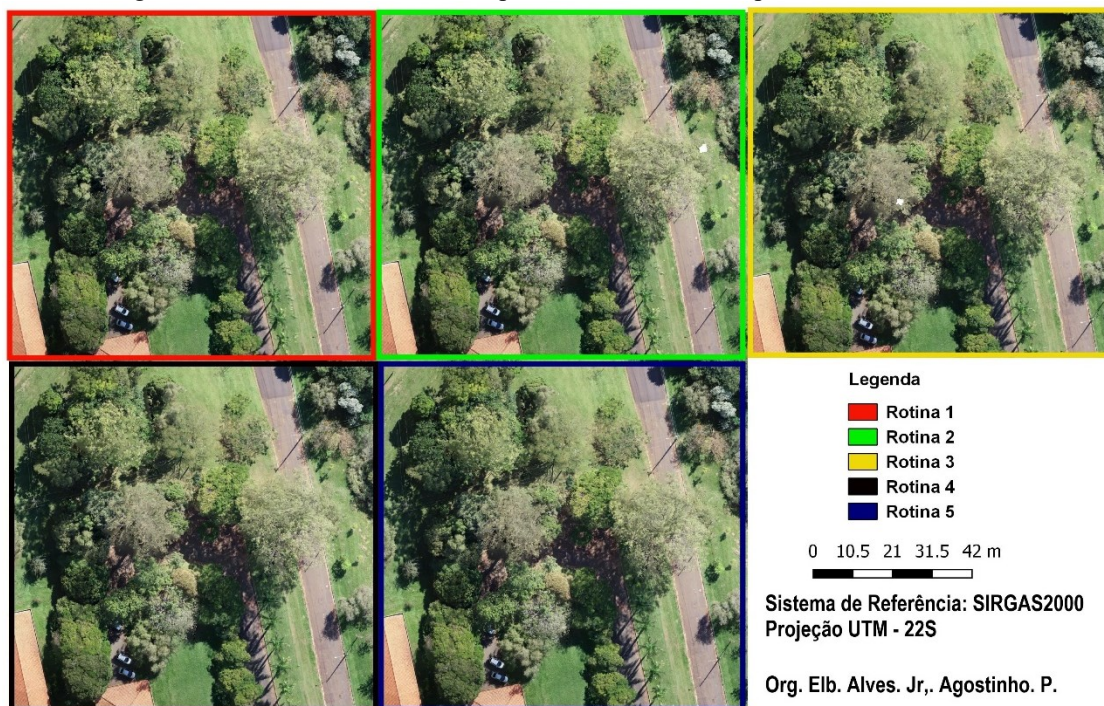 Legenda
Rotina 1
Rotina 2
Rotina 3
Rotina 4
Rotina 5
0 10.5 21 31.5 42 m
Sistema de Referência: SIRGAS2000
Projeção UTM - 22S
Org. Elb. Alves. Jr,. Agostinho. P.